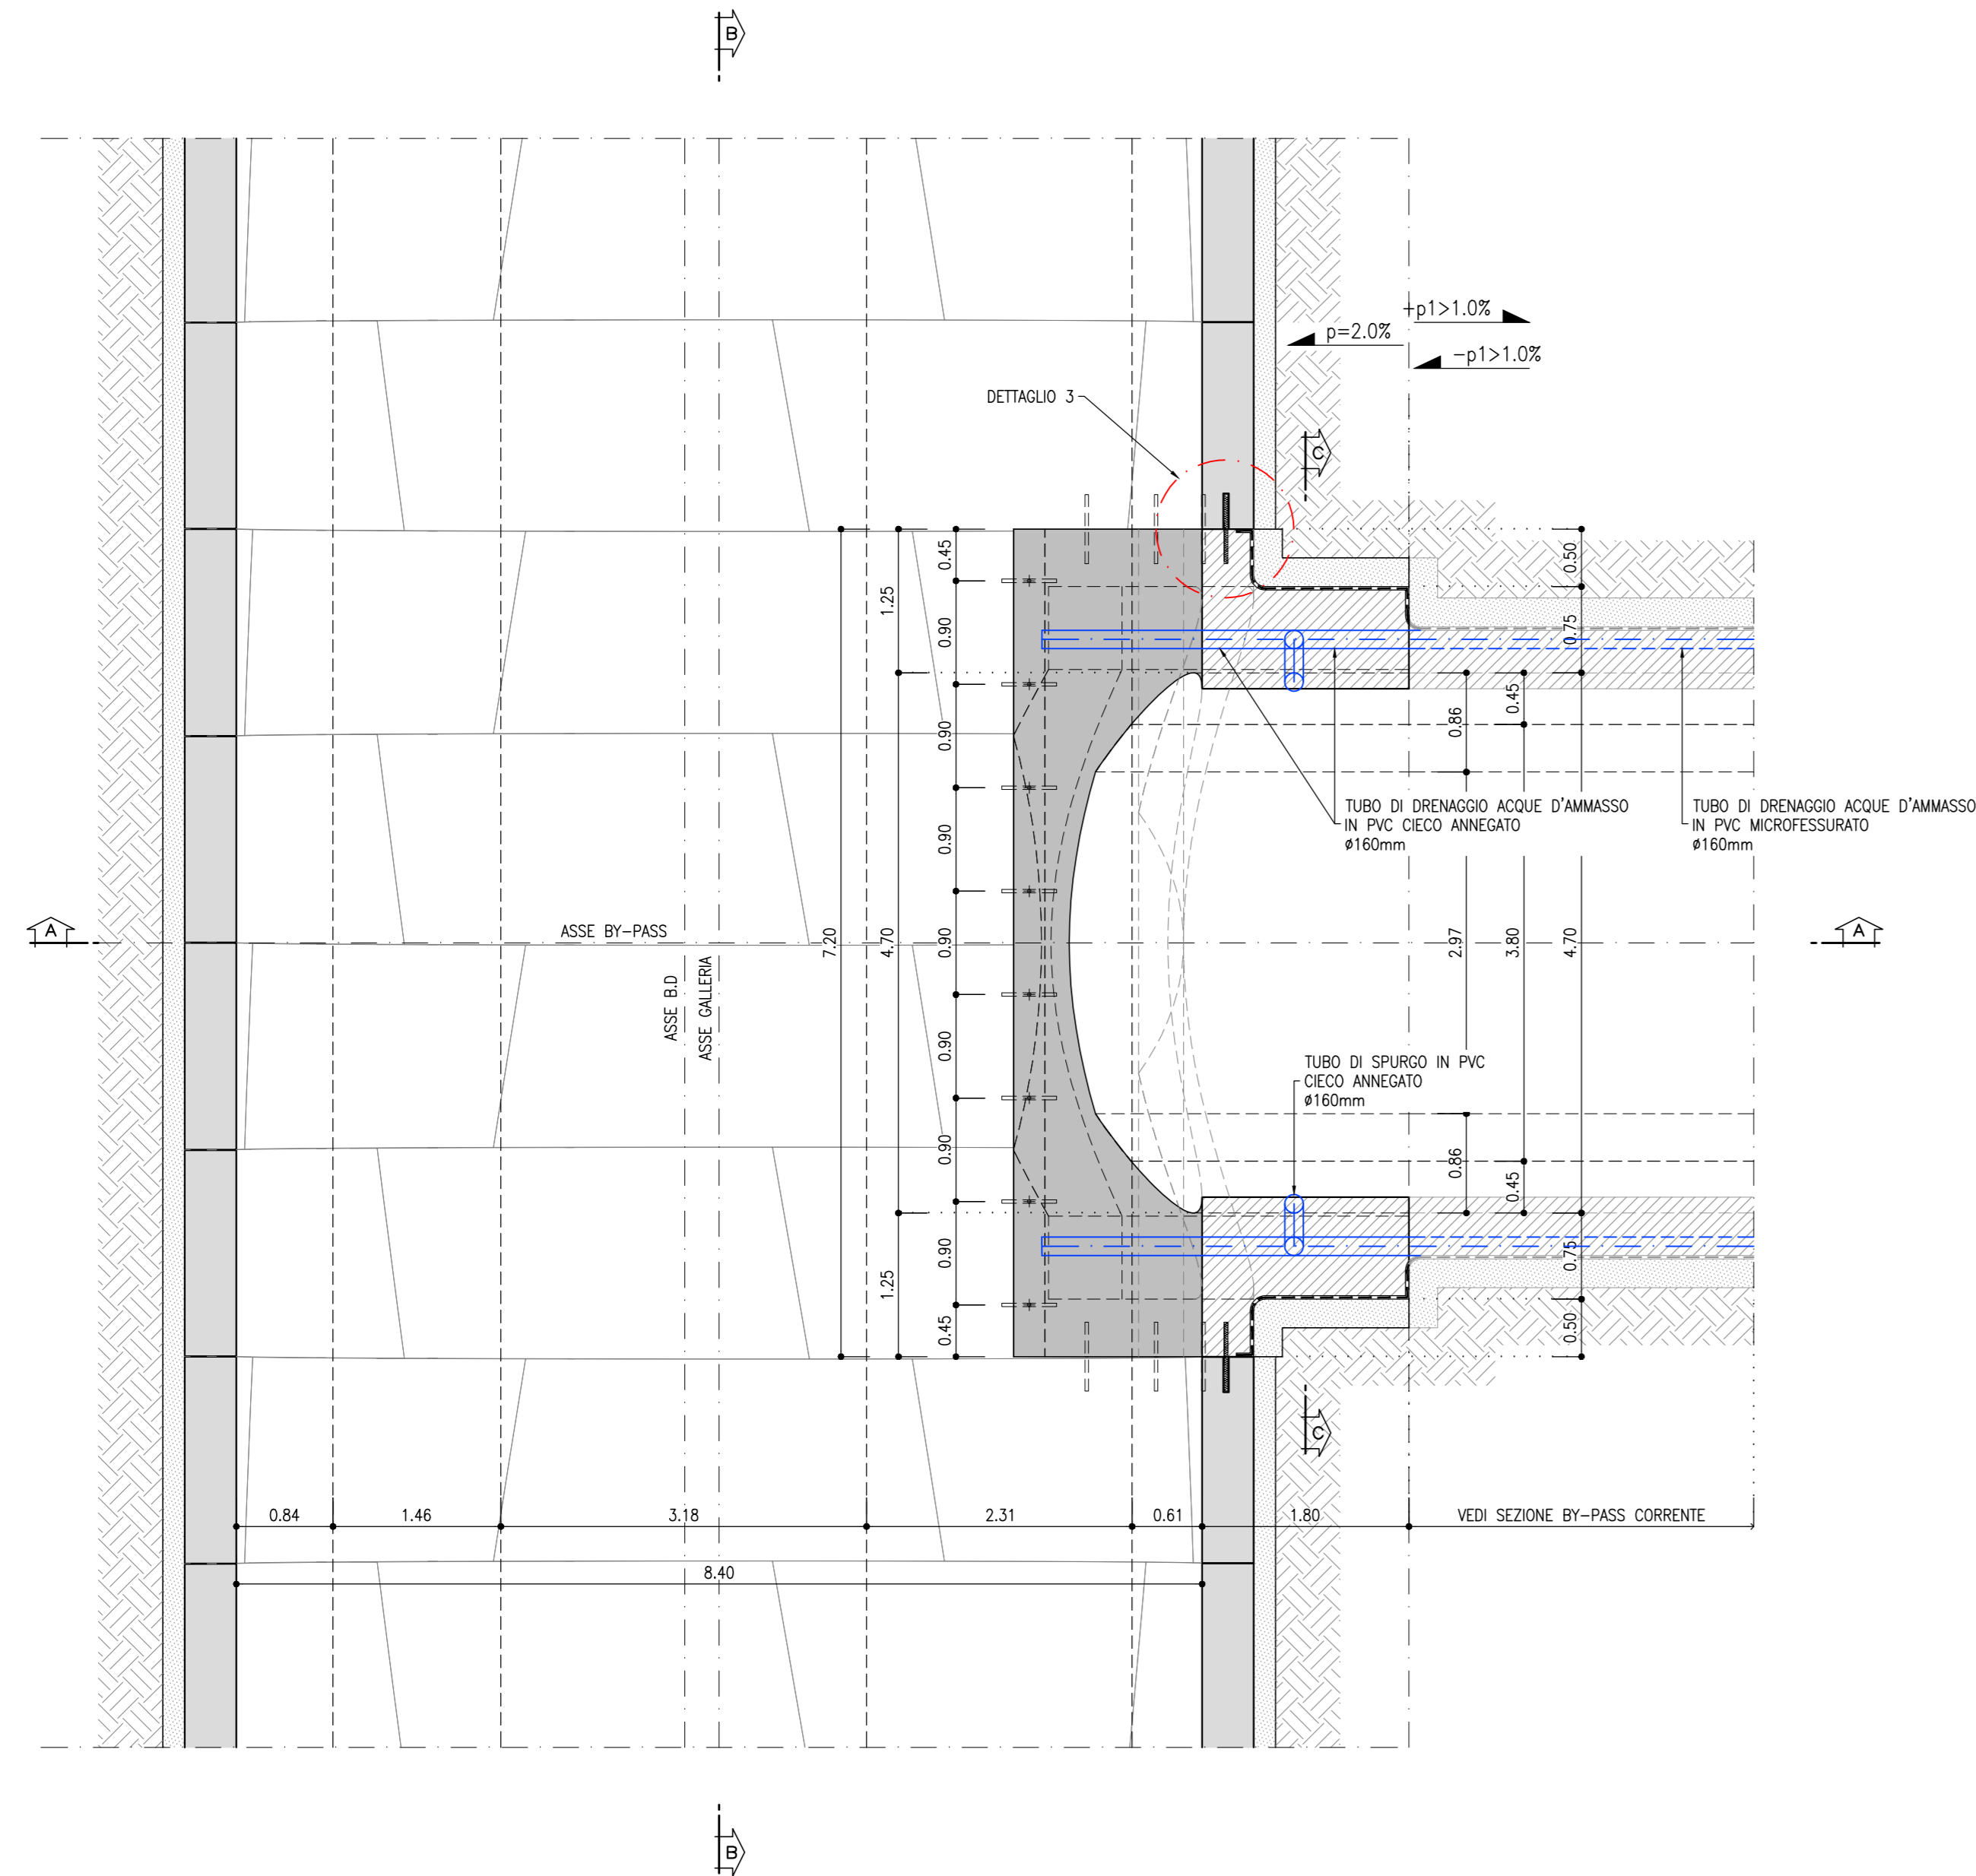 B
+p1>1.0%
p=2.0%
-p1>1.0%
DETTAGLIO 3
C
0.45
1.25
0.90
0.50
0.75
0.45
0.86
0.90
TUBO DI DRENAGGIO ACQUE D'AMMASSO
IN PVC CIECO ANNEGATO
ø160mm
TUBO DI DRENAGGIO ACQUE D'AMMASSO
IN PVC MICROFESSURATO
ø160mm
0.90
A
ASSE BY-PASS
7.20
4.70
0.90
2.97
3.80
4.70
A
ASSE B.D
ASSE GALLERIA
0.90
TUBO DI SPURGO IN PVC
CIECO ANNEGATO
ø160mm
0.90
0.86
0.45
0.90
0.75
1.25
0.45
0.50
C
0.84
1.46
3.18
2.31
0.61
1.80
VEDI SEZIONE BY-PASS CORRENTE
8.40
B